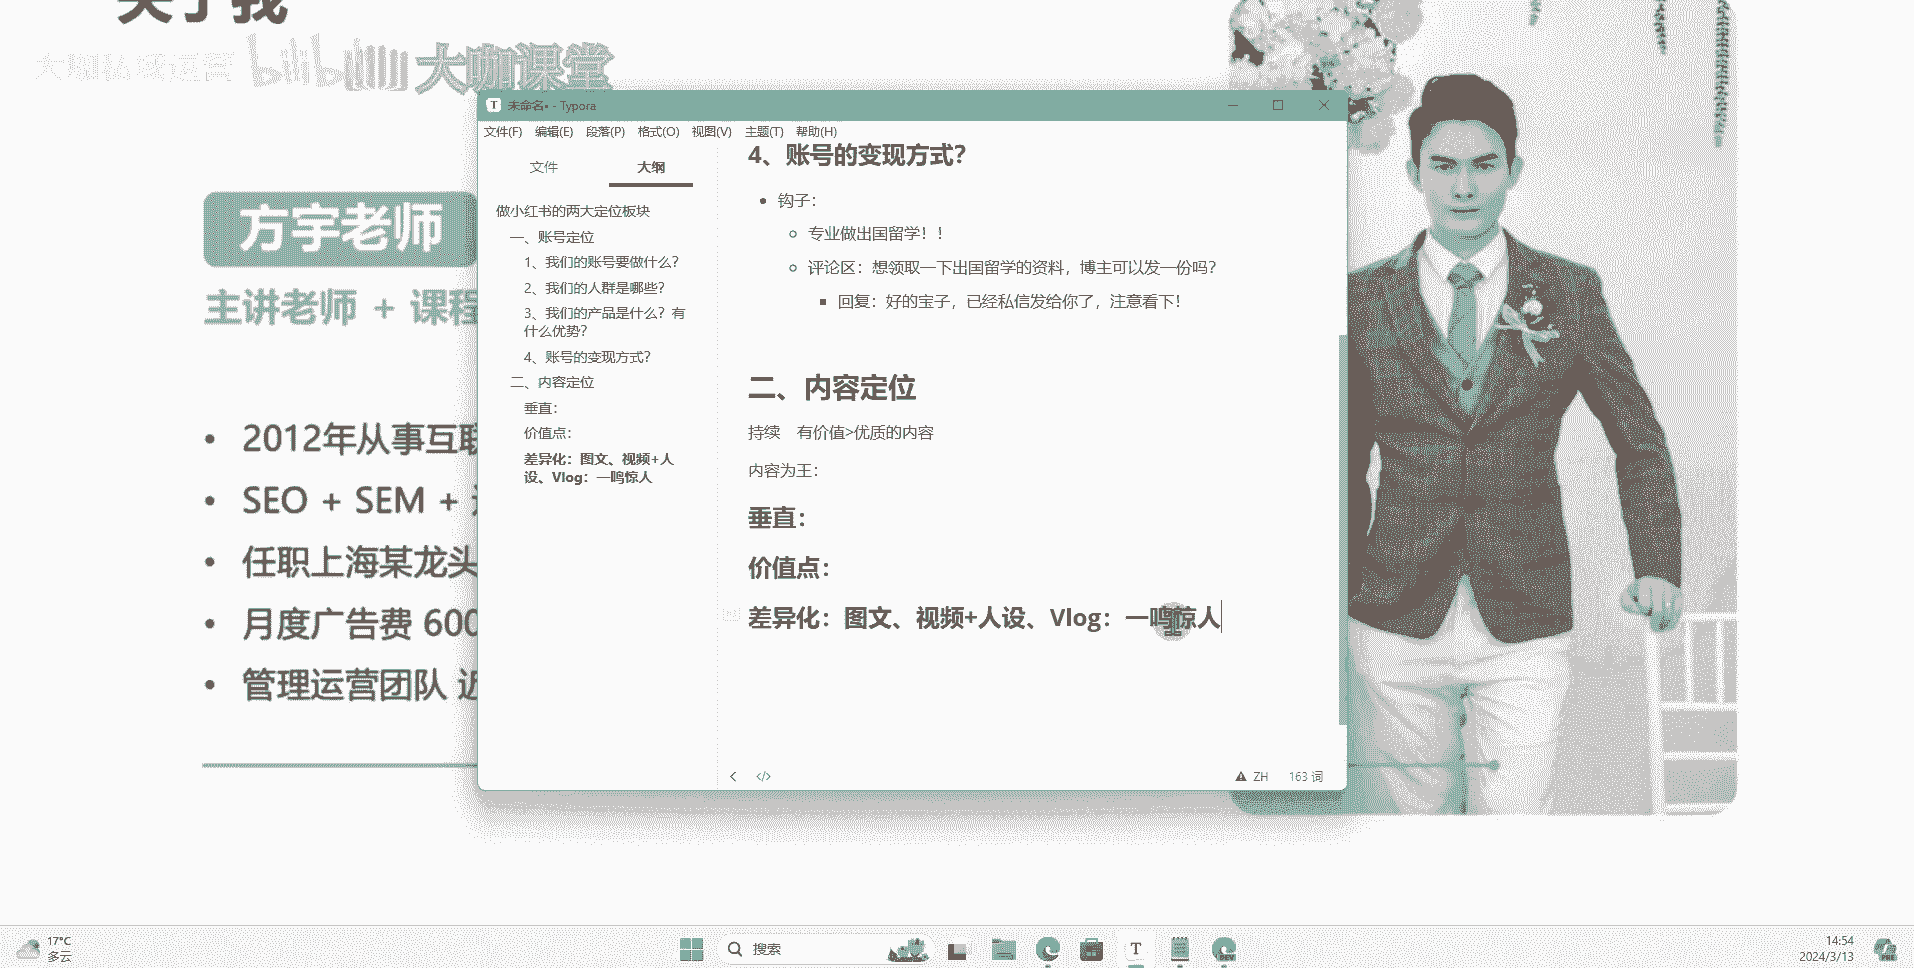 关于我
大咖私域运营 bilibili 大咖课堂
方宇老师
主讲老师 + 课程
2012年从事互联
SEO + SEM +
任职上海某龙头
月度广告费 600
管理运营团队 近
T 未命名• - Typora
文件(F) 编辑(E) 段落(P) 格式(O) 视图(V) 主题(T) 帮助(H)
文件 大纲
做小红书的两大定位板块
一、账号定位
1、我们的账号要做什么？
2、我们的人群是哪些？
3、我们的产品是什么？有
什么优势？
4、账号的变现方式？
二、内容定位
垂直：
价值点：
差异化：图文、视频+人
设、Vlog：一鸣惊人
4、账号的变现方式？
钩子：
专业做出国留学！！
评论区：想领取一下出国留学的资料，博主可以发一份吗？
回复：好的宝子，已经私信发给你了，注意看下！
二、内容定位
持续 有价值>优质的内容
内容为王：
垂直：
价值点：
差异化：图文、视频+人设、Vlog：一鸣惊人
</> ZH 163 词
17°C
多云
搜索
T
DEV
14:54
2024/3/13
PRE